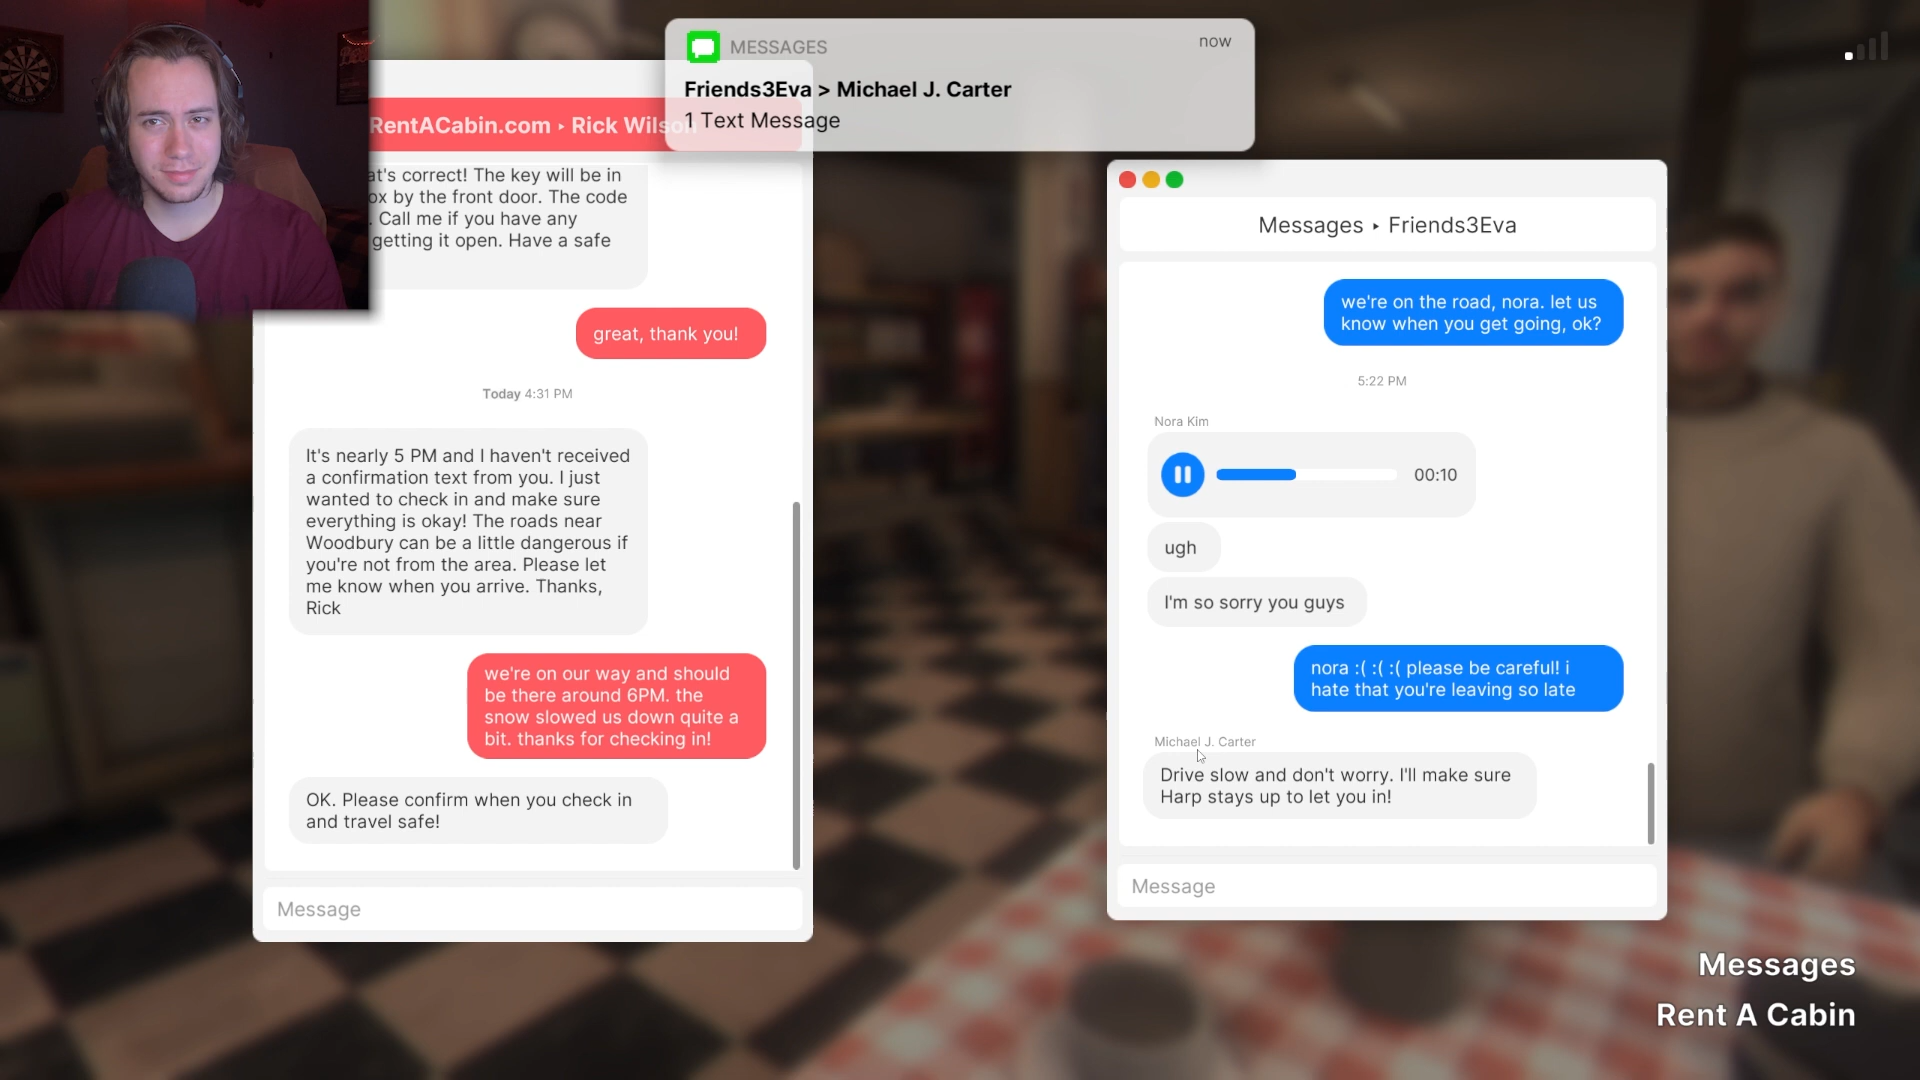 MESSAGES
now
Friends3Eva > Michael J. Carter
1 Text Message
RentACabin.com ▸ Rick Wilson
at's correct! The key will be in
ox by the front door. The code
. Call me if you have any
getting it open. Have a safe
great, thank you!
Today 4:31 PM
It's nearly 5 PM and I haven't received
a confirmation text from you. I just
wanted to check in and make sure
everything is okay! The roads near
Woodbury can be a little dangerous if
you're not from the area. Please let
me know when you arrive. Thanks,
Rick
we're on our way and should
be there around 6PM. the
snow slowed us down quite a
bit. thanks for checking in!
OK. Please confirm when you check in
and travel safe!
Message
Messages ▸ Friends3Eva
we're on the road, nora. let us
know when you get going, ok?
5:22 PM
Nora Kim
00:10
ugh
I'm so sorry you guys
nora :( :( :( please be careful! i
hate that you're leaving so late
Michael J. Carter
Drive slow and don't worry. I'll make sure
Harp stays up to let you in!
Message
Messages
Rent A Cabin